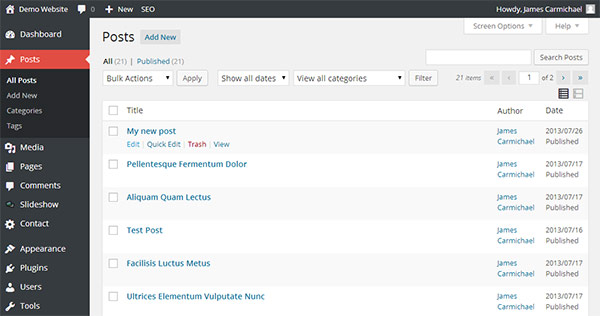 Demo Website 0 + New SEO Howdy, James Carmichael
Dashboard
Posts
All Posts
Add New
Categories
Tags
Media
Pages
Comments
Slideshow
Contact
Appearance
Plugins
Users
Tools
Screen Options Help
Posts Add New
All (21) | Published (21)
Search Posts
Bulk Actions Apply Show all dates View all categories Filter 21 items « ‹ 1 of 2 › »
Title Author Date
My new post James 2013/07/26
Edit | Quick Edit | Trash | View Carmichael Published
Pellentesque Fermentum Dolor James 2013/07/17
Carmichael Published
Aliquam Quam Lectus James 2013/07/17
Carmichael Published
Test Post James 2013/07/16
Carmichael Published
Facilisis Luctus Metus James 2013/07/17
Carmichael Published
Ultrices Elementum Vulputate Nunc James 2013/07/17
Carmichael Published